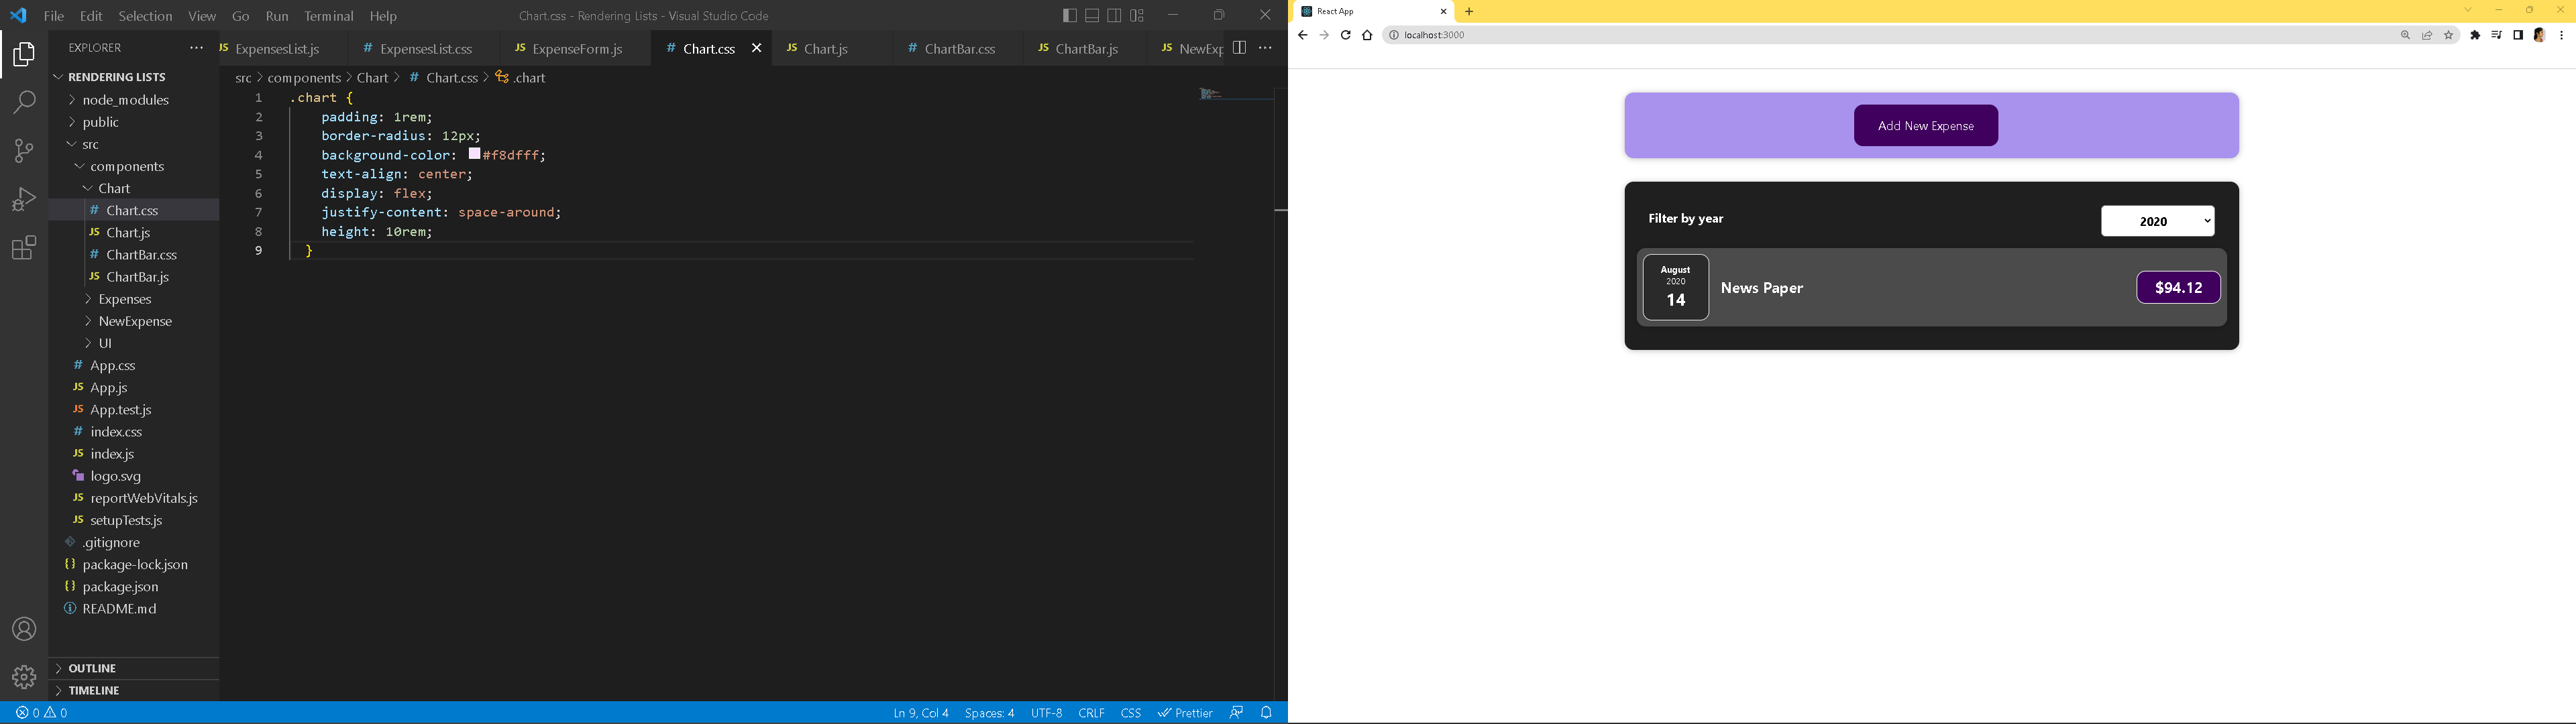 File Edit Selection View Go Run Terminal Help
Chart.css - Rendering Lists - Visual Studio Code
EXPLORER
RENDERING LISTS
node_modules
public
src
components
Chart
# Chart.css
JS Chart.js
# ChartBar.css
JS ChartBar.js
Expenses
NewExpense
UI
# App.css
JS App.js
JS App.test.js
# index.css
JS index.js
logo.svg
JS reportWebVitals.js
JS setupTests.js
.gitignore
{} package-lock.json
{} package.json
README.md
OUTLINE
TIMELINE
JS ExpensesList.js
# ExpensesList.css
JS ExpenseForm.js
# Chart.css
JS Chart.js
# ChartBar.css
JS ChartBar.js
JS NewExp
src > components > Chart > # Chart.css > .chart
1 .chart {
2 padding: 1rem;
3 border-radius: 12px;
4 background-color: #f8dfff;
5 text-align: center;
6 display: flex;
7 justify-content: space-around;
8 height: 10rem;
9 }
0 0
Ln 9, Col 4 Spaces: 4 UTF-8 CRLF CSS Prettier
React App
localhost:3000
Add New Expense
Filter by year
2020
August
2020
14
News Paper
$94.12